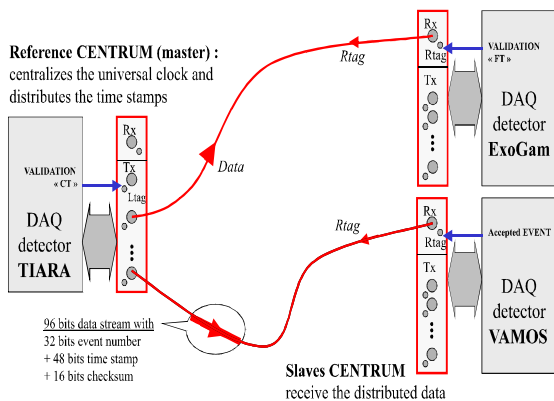 Reference CENTRUM (master) :
centralizes the universal clock and
distributes the time stamps
VALIDATION
« CT »
DAQ
detector
TIARA
Rx
Tx
Ltag
Data
Rtag
Rx
Rtag
Tx
VALIDATION
« FT »
DAQ
detector
ExoGam
Rtag
Rx
Rtag
Tx
Accepted EVENT
DAQ
detector
VAMOS
96 bits data stream with
32 bits event number
+ 48 bits time stamp
+ 16 bits checksum
Slaves CENTRUM
receive the distributed data